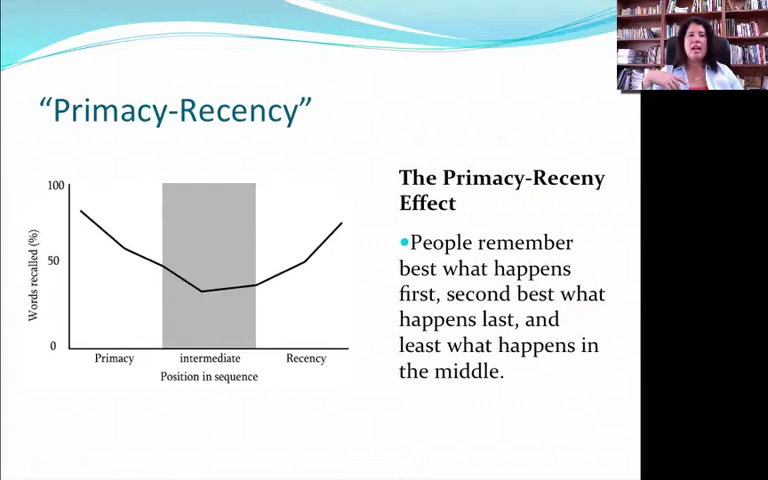 “Primacy-Recency”
100
50
0
Words recalled (%)
Primacy
intermediate
Recency
Position in sequence
The Primacy-Receny
Effect
•People remember
best what happens
first, second best what
happens last, and
least what happens in
the middle.